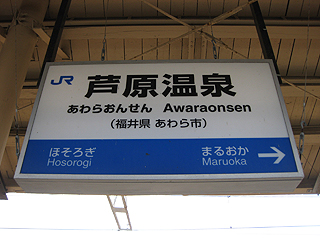 JR 芦原温泉
あわらおんせん Awaraonsen
(福井県 あわら市)
ほそろぎ まるおか
Hosorogi Maruoka